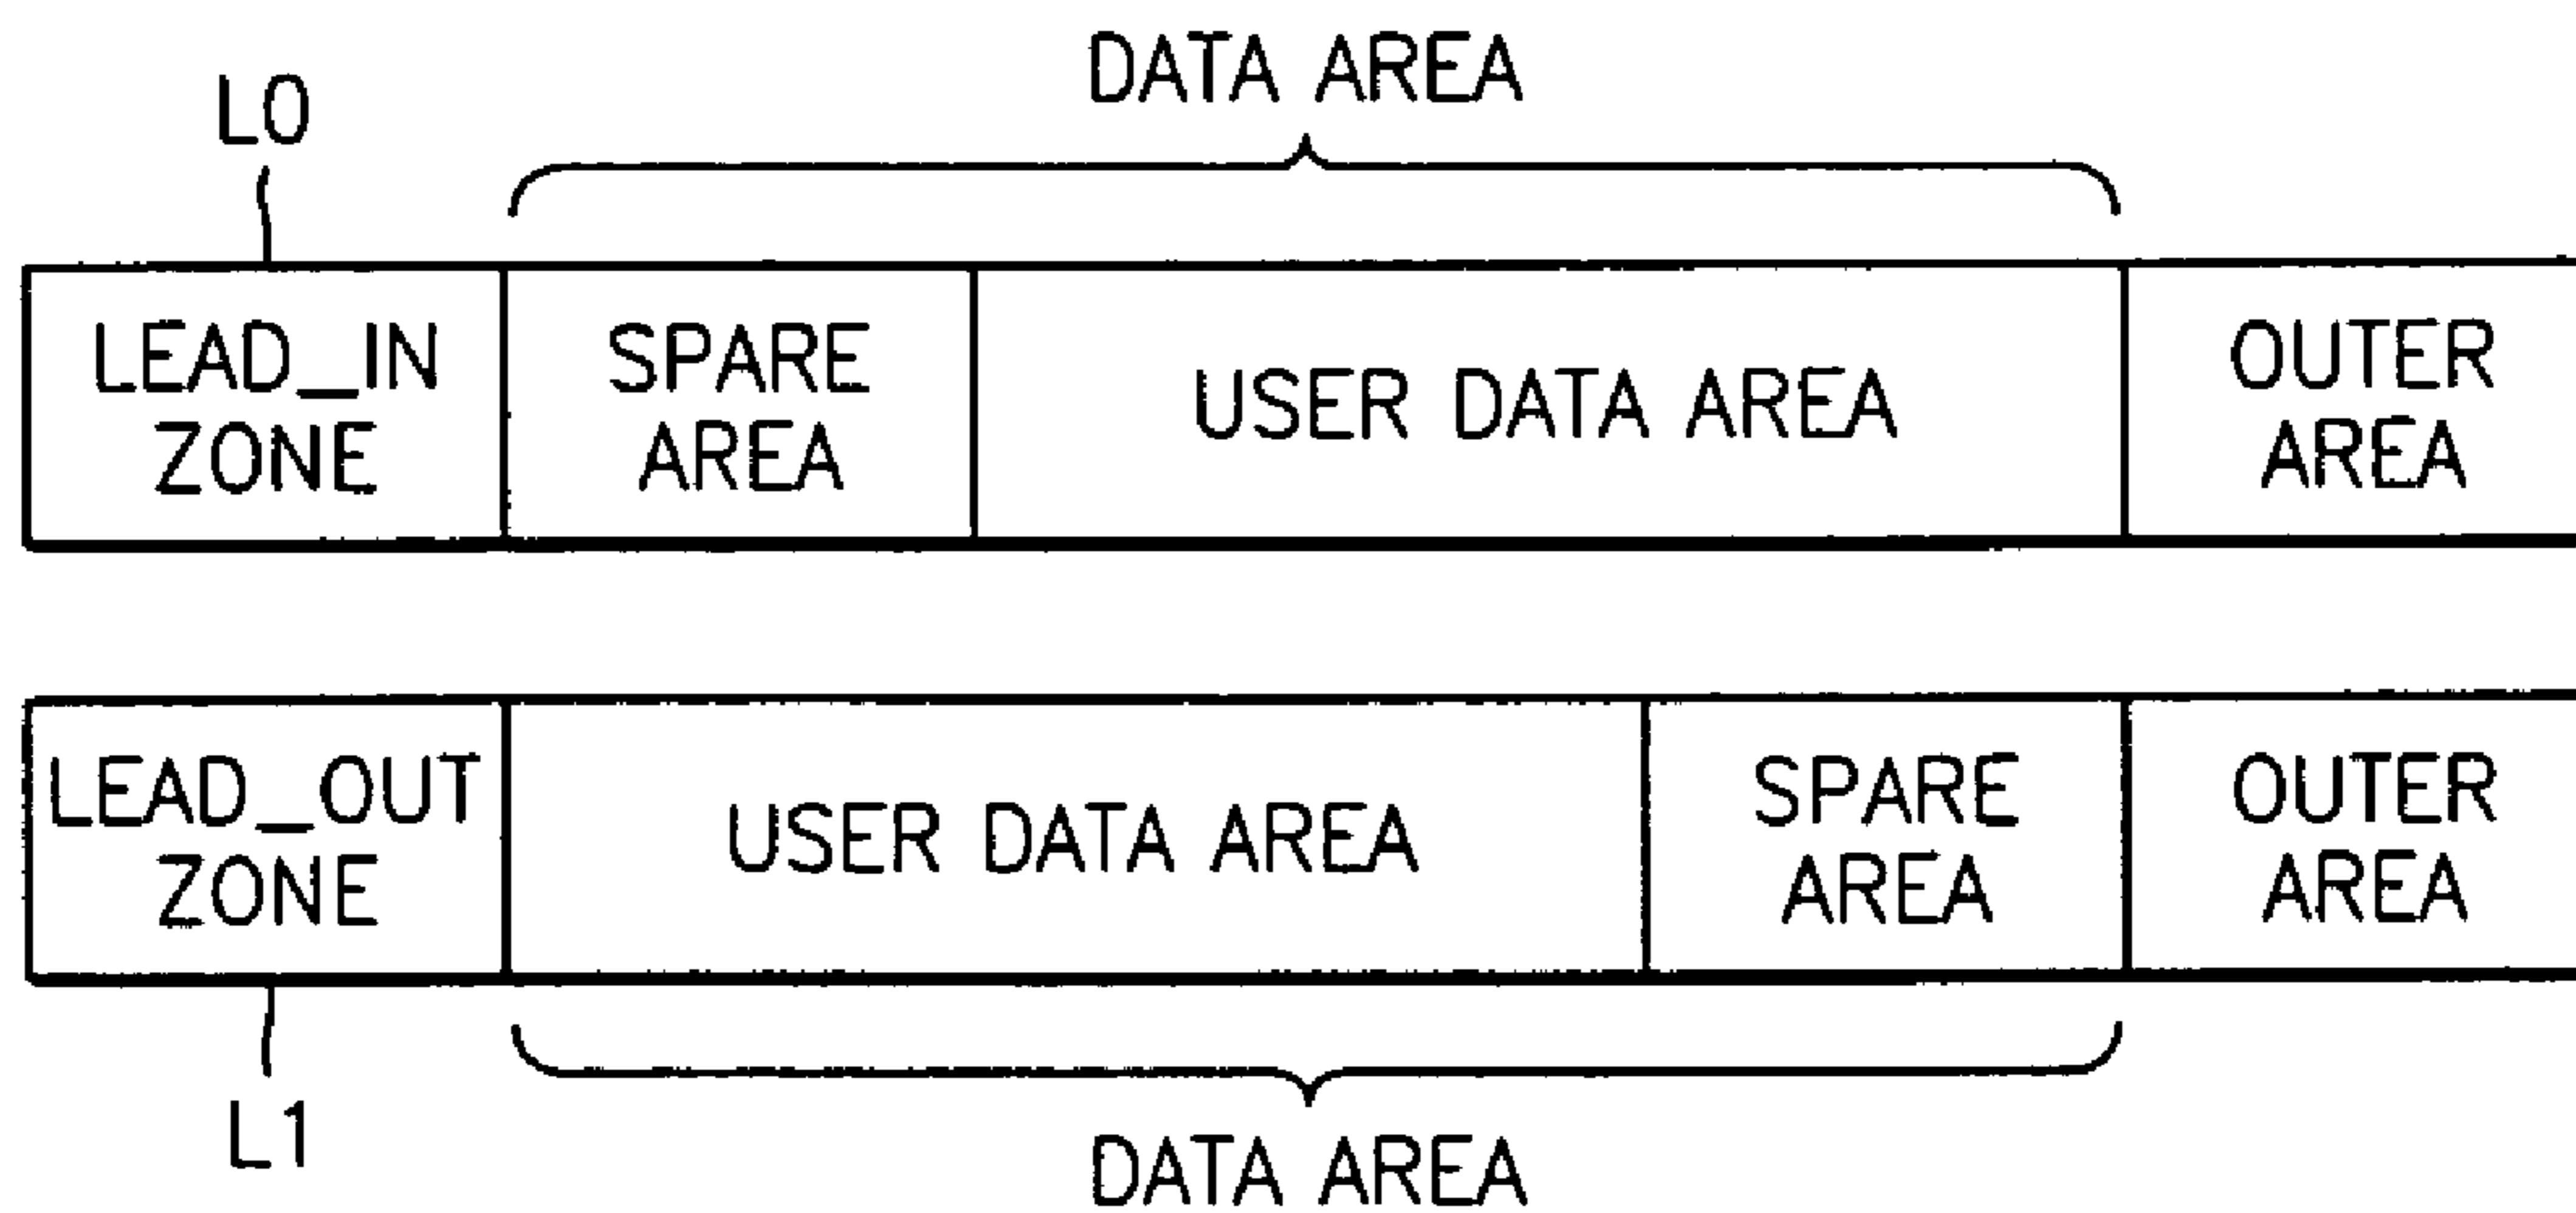 DATA AREA
L0
LEAD_IN
ZONE
SPARE
AREA
USER DATA AREA
OUTER
AREA
LEAD_OUT
ZONE
USER DATA AREA
SPARE
AREA
OUTER
AREA
L1
DATA AREA